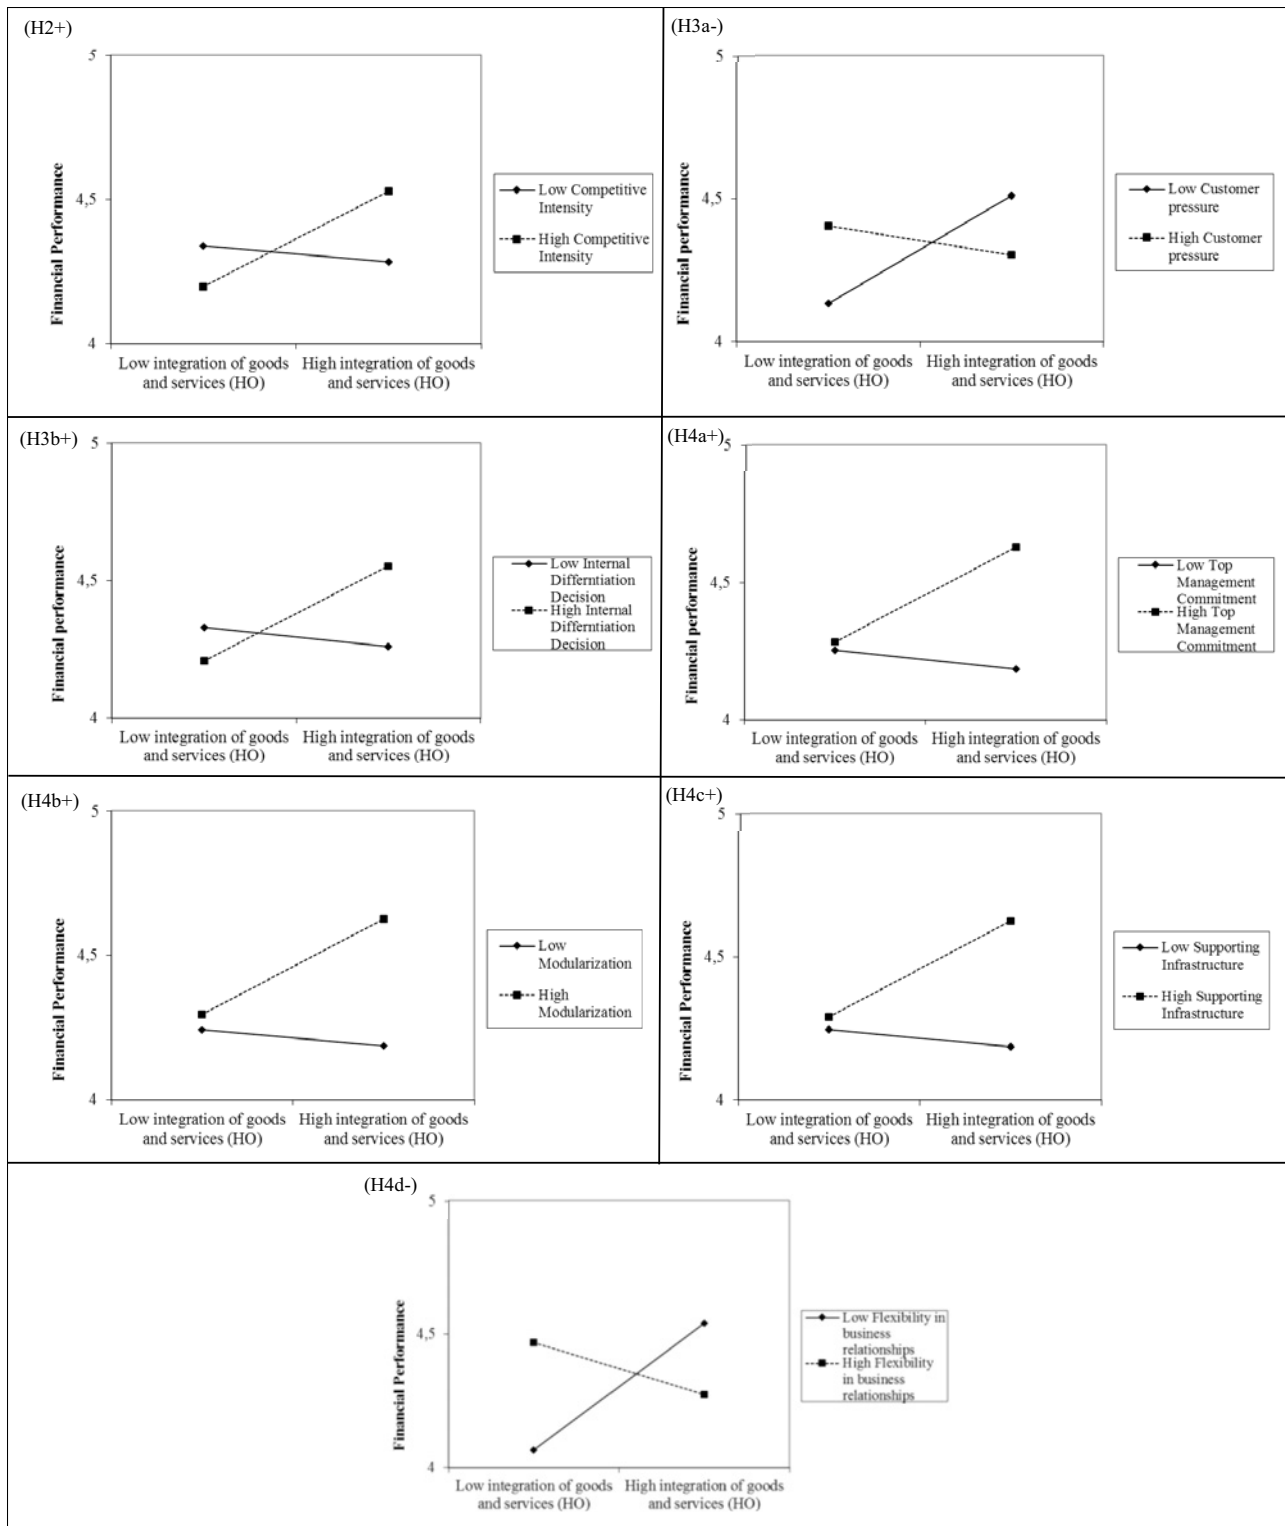 (H2+)
5
4,5
4
Financial Performance
Low integration of goods
and services (HO)
High integration of goods
and services (HO)
Low Competitive
Intensity
High Competitive
Intensity
(H3a-)
5
4,5
4
Financial performance
Low integration of goods
and services (HO)
High integration of goods
and services (HO)
Low Customer
pressure
High Customer
pressure
(H3b+)
5
4,5
4
Financial performance
Low integration of goods
and services (HO)
High integration of goods
and services (HO)
Low Internal
Differntiation
Decision
High Internal
Differntiation
Decision
(H4a+)
5
4,5
4
Financial performance
Low integration of goods
and services (HO)
High integration of goods
and services (HO)
Low Top
Management
Commitment
High Top
Management
Commitment
(H4b+)
5
4,5
4
Financial Performance
Low integration of goods
and services (HO)
High integration of goods
and services (HO)
Low
Modularization
High
Modularization
(H4c+)
5
4,5
4
Financial Performance
Low integration of goods
and services (HO)
High integration of goods
and services (HO)
Low Supporting
Infrastructure
High Supporting
Infrastructure
(H4d-)
5
4,5
4
Financial Performance
Low integration of goods
and services (HO)
High integration of goods
and services (HO)
Low Flexibility in
business
relationships
High Flexibility
in business
relationships